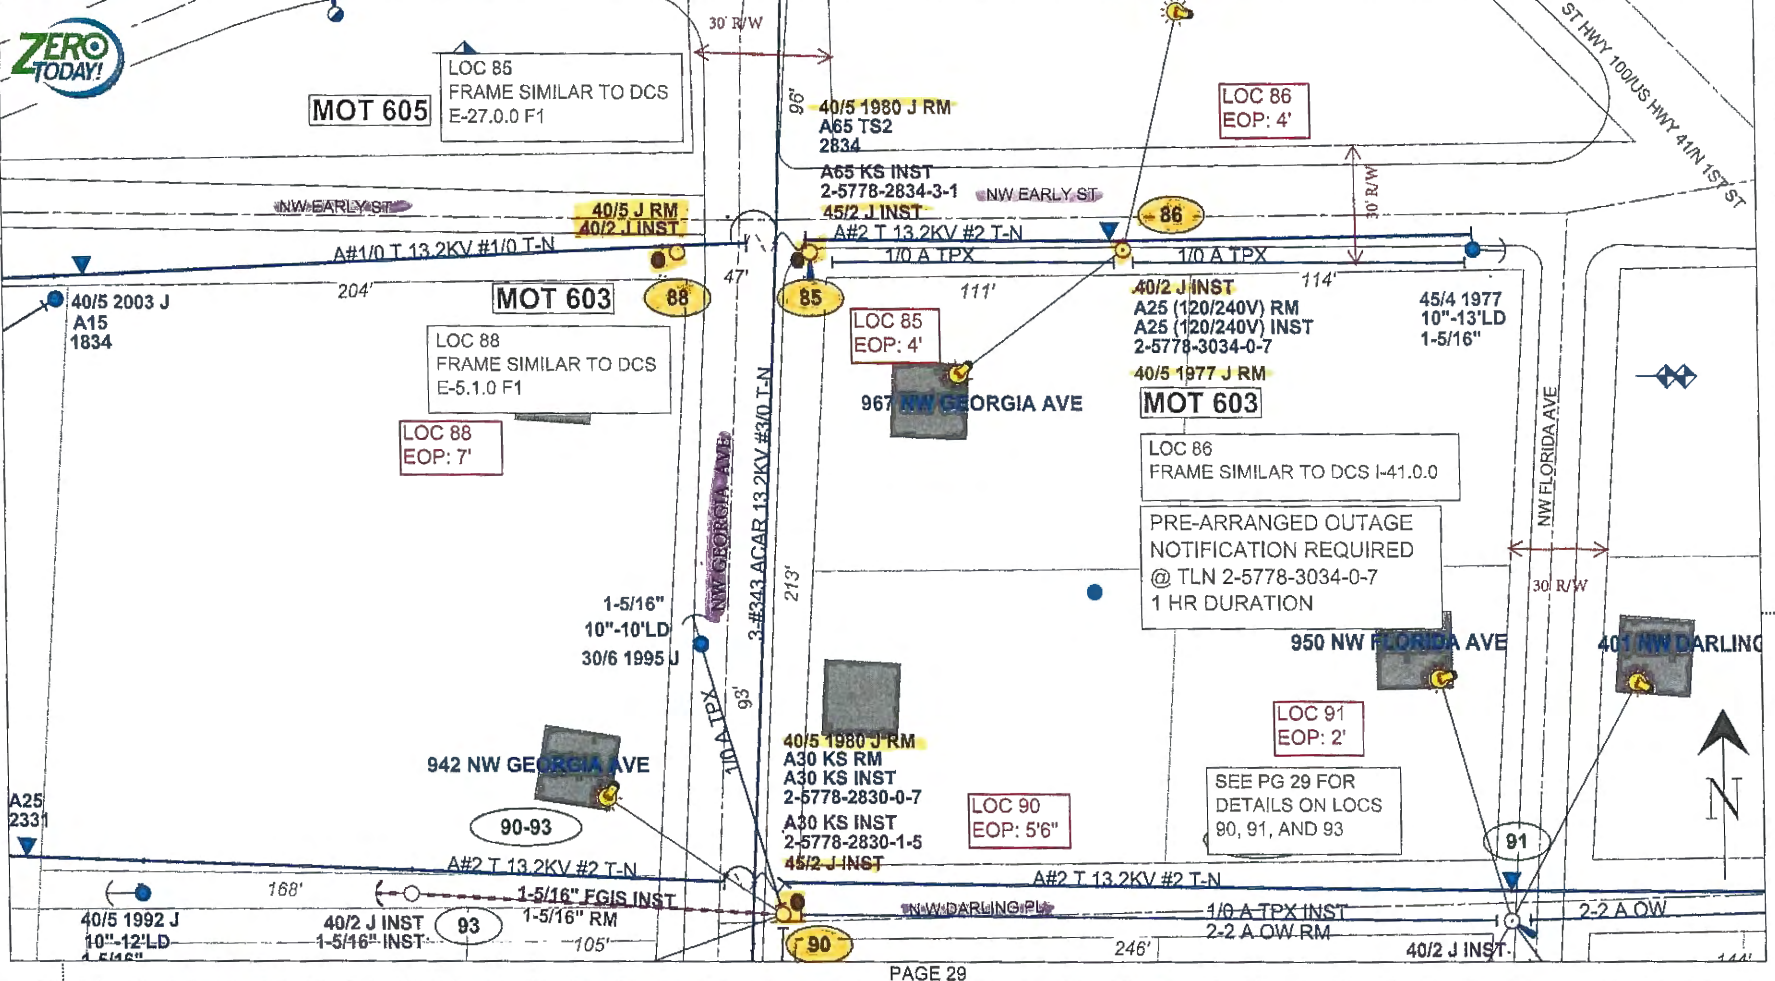 ZERO
TODAY!
30' R/W
ST HWY 100/US HWY 41/N 1ST ST
LOC 85
FRAME SIMILAR TO DCS
E-27.0.0 F1
MOT 605
96'
40/5 1980 J RM
A65 TS2
2834
A65 KS INST
2-5778-2834-3-1
45/2 J INST
LOC 86
EOP: 4'
30' R/W
NW EARLY ST
NW EARLY ST
40/5 J RM
40/2 J INST
86
A#1/0 T 13.2KV #1/0 T-N
A#2 T 13.2KV #2 T-N
1/0 A TPX
1/0 A TPX
47'
204'
111'
114'
MOT 603
88
85
40/5 2003 J
A15
1834
LOC 88
FRAME SIMILAR TO DCS
E-5.1.0 F1
LOC 85
EOP: 4'
40/2 J INST
A25 (120/240V) RM
A25 (120/240V) INST
2-5778-3034-0-7
40/5 1977 J RM
45/4 1977
10"-13'LD
1-5/16"
MOT 603
967 NW GEORGIA AVE
LOC 88
EOP: 7'
LOC 86
FRAME SIMILAR TO DCS I-41.0.0
NW GEORGIA AVE
3-#343 ACAR 13.2KV #3/0 T-N
NW FLORIDA AVE
PRE-ARRANGED OUTAGE
NOTIFICATION REQUIRED
@ TLN 2-5778-3034-0-7
1 HR DURATION
213'
30' R/W
1-5/16"
10"-10'LD
30/6 1995 J
950 NW FLORIDA AVE
401 NW DARLING
93'
1/0 A TPX
LOC 91
EOP: 2'
942 NW GEORGIA AVE
40/5 1980 J RM
A30 KS RM
A30 KS INST
2-5778-2830-0-7
A30 KS INST
2-5778-2830-1-5
45/2 J INST
LOC 90
EOP: 5'6"
SEE PG 29 FOR
DETAILS ON LOCS
90, 91, AND 93
N
A25
2331
90-93
91
A#2 T 13.2KV #2 T-N
A#2 T 13.2KV #2 T-N
168'
1-5/16" FGIS INST
1-5/16" RM
NW DARLING PL
1/0 A TPX INST
2-2 A OW RM
2-2 A OW
40/5 1992 J
10"-12'LD
1-5/16"
40/2 J INST
1-5/16" INST
93
105'
90
246'
40/2 J INST
144'
PAGE 29